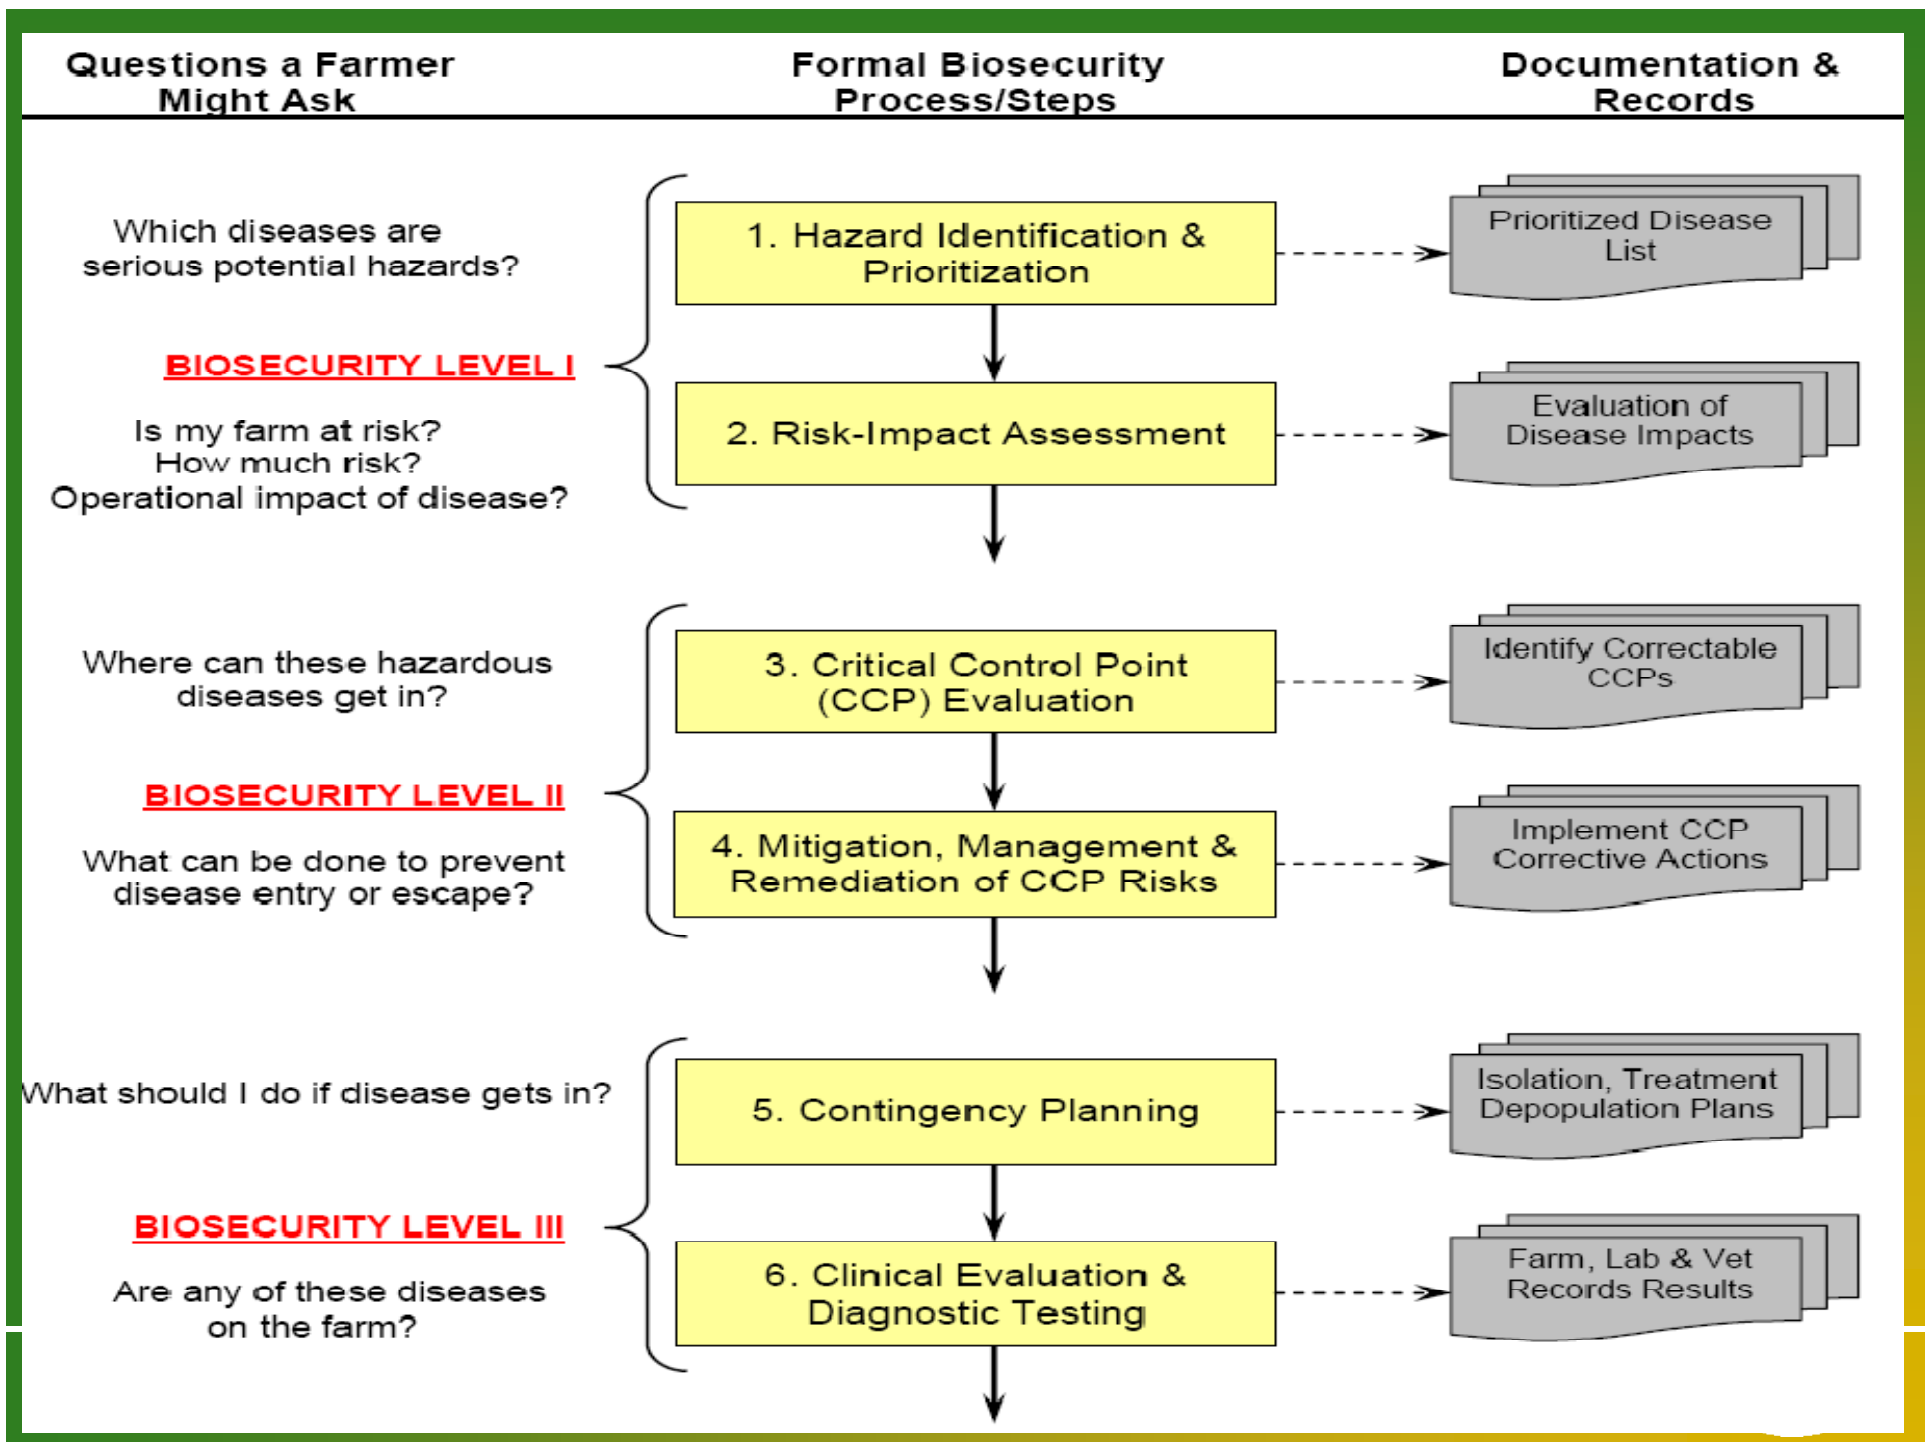 Questions a Farmer
Might Ask
Formal Biosecurity
Process/Steps
Documentation &
Records
Which diseases are
serious potential hazards?
1. Hazard Identification &
Prioritization
Prioritized Disease
List
BIOSECURITY LEVEL I
Is my farm at risk?
How much risk?
Operational impact of disease?
2. Risk-Impact Assessment
Evaluation of
Disease Impacts
Where can these hazardous
diseases get in?
3. Critical Control Point
(CCP) Evaluation
Identify Correctable
CCPs
BIOSECURITY LEVEL II
What can be done to prevent
disease entry or escape?
4. Mitigation, Management &
Remediation of CCP Risks
Implement CCP
Corrective Actions
What should I do if disease gets in?
5. Contingency Planning
Isolation, Treatment
Depopulation Plans
BIOSECURITY LEVEL III
Are any of these diseases
on the farm?
6. Clinical Evaluation &
Diagnostic Testing
Farm, Lab & Vet
Records Results